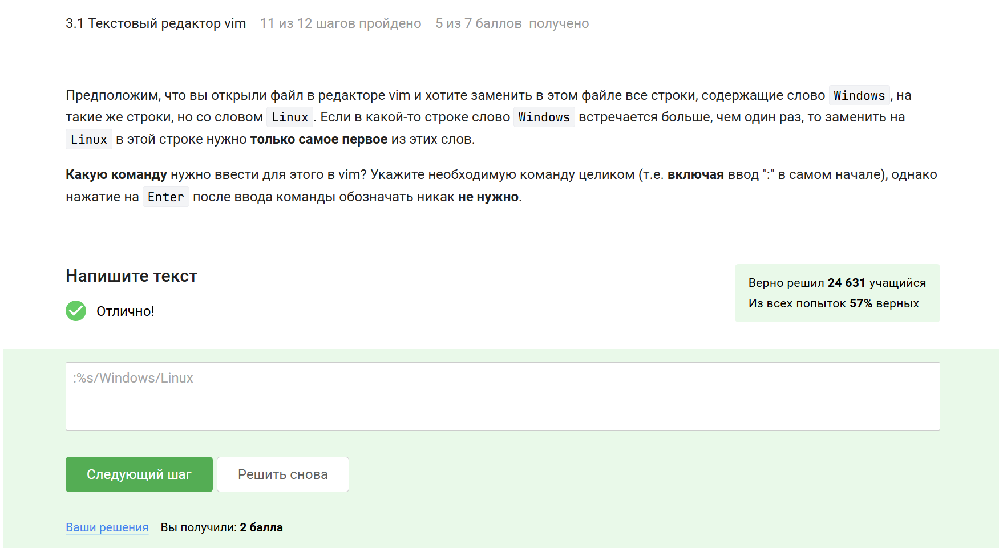 3.1 Текстовый редактор vim 11 из 12 шагов пройдено 5 из 7 баллов получено
Предположим, что вы открыли файл в редакторе vim и хотите заменить в этом файле все строки, содержащие слово Windows, на
такие же строки, но со словом Linux. Если в какой-то строке слово Windows встречается больше, чем один раз, то заменить на
Linux в этой строке нужно только самое первое из этих слов.
Какую команду нужно ввести для этого в vim? Укажите необходимую команду целиком (т.е. включая ввод ":" в самом начале), однако
нажатие на Enter после ввода команды обозначать никак не нужно.
Напишите текст
Верно решил 24 631 учащийся
Из всех попыток 57% верных
Отлично!
:%s/Windows/Linux
Следующий шаг Решить снова
Ваши решения Вы получили: 2 балла